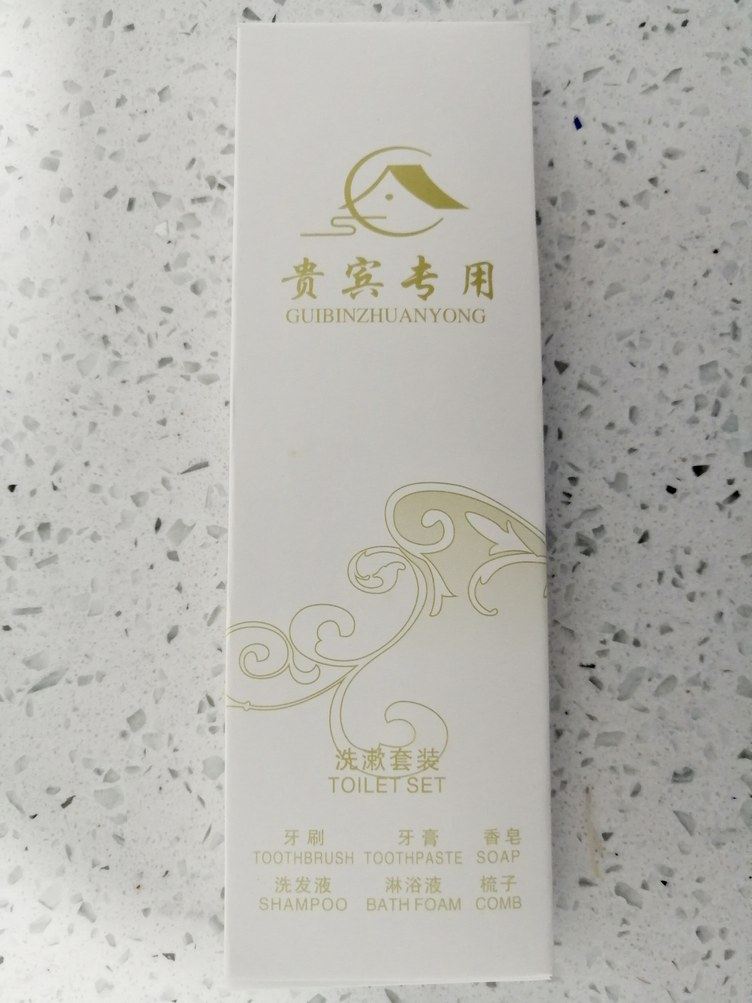 贵宾专用
GUIBINZHUANYONG
洗漱套装
TOILET SET
牙刷 牙膏 香皂
TOOTHBRUSH TOOTHPASTE SOAP
洗发液 淋浴液 梳子
SHAMPOO BATH FOAM COMB